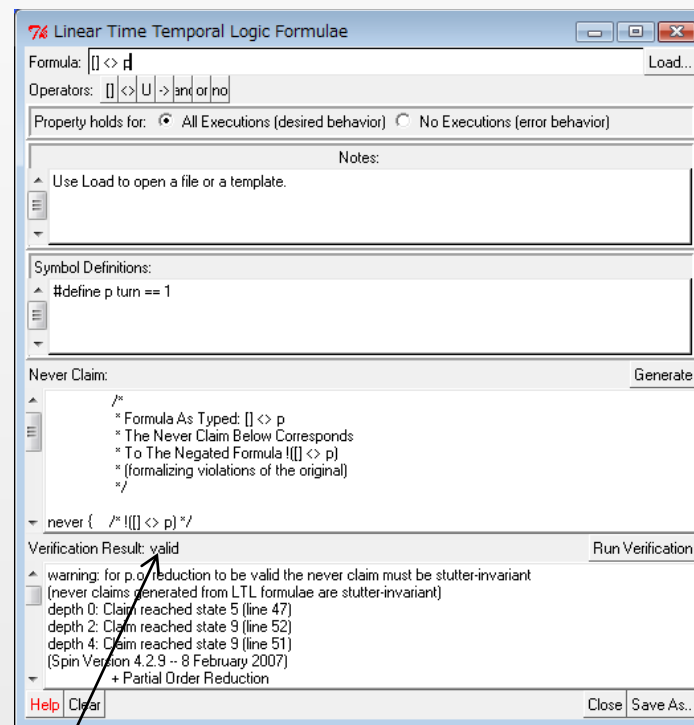 Linear Time Temporal Logic Formulae
Formula: [] <> p Load...
Operators: [] <> U -> and or no
Property holds for: All Executions (desired behavior) No Executions (error behavior)
Notes:
Use Load to open a file or a template.
Symbol Definitions:
#define p turn == 1
Never Claim: Generate
/*
* Formula As Typed: [] <> p
* The Never Claim Below Corresponds
* To The Negated Formula !([] <> p)
* (formalizing violations of the original)
*/
never { /* !([] <> p) */
Verification Result: valid Run Verification
warning: for p.o. reduction to be valid the never claim must be stutter-invariant
(never claims generated from LTL formulae are stutter-invariant)
depth 0: Claim reached state 5 (line 47)
depth 2: Claim reached state 9 (line 52)
depth 4: Claim reached state 9 (line 51)
(Spin Version 4.2.9 -- 8 February 2007)
+ Partial Order Reduction
Help Clear Close Save As..